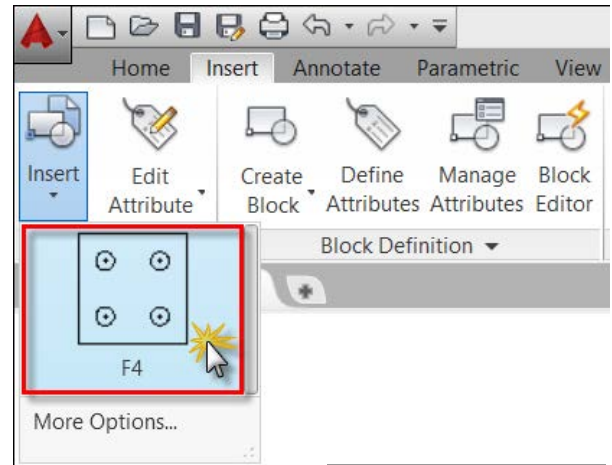 Home Insert Annotate Parametric View
Insert Edit Attribute Create Block Define Attributes Manage Attributes Block Editor
Block Definition
F4
More Options...